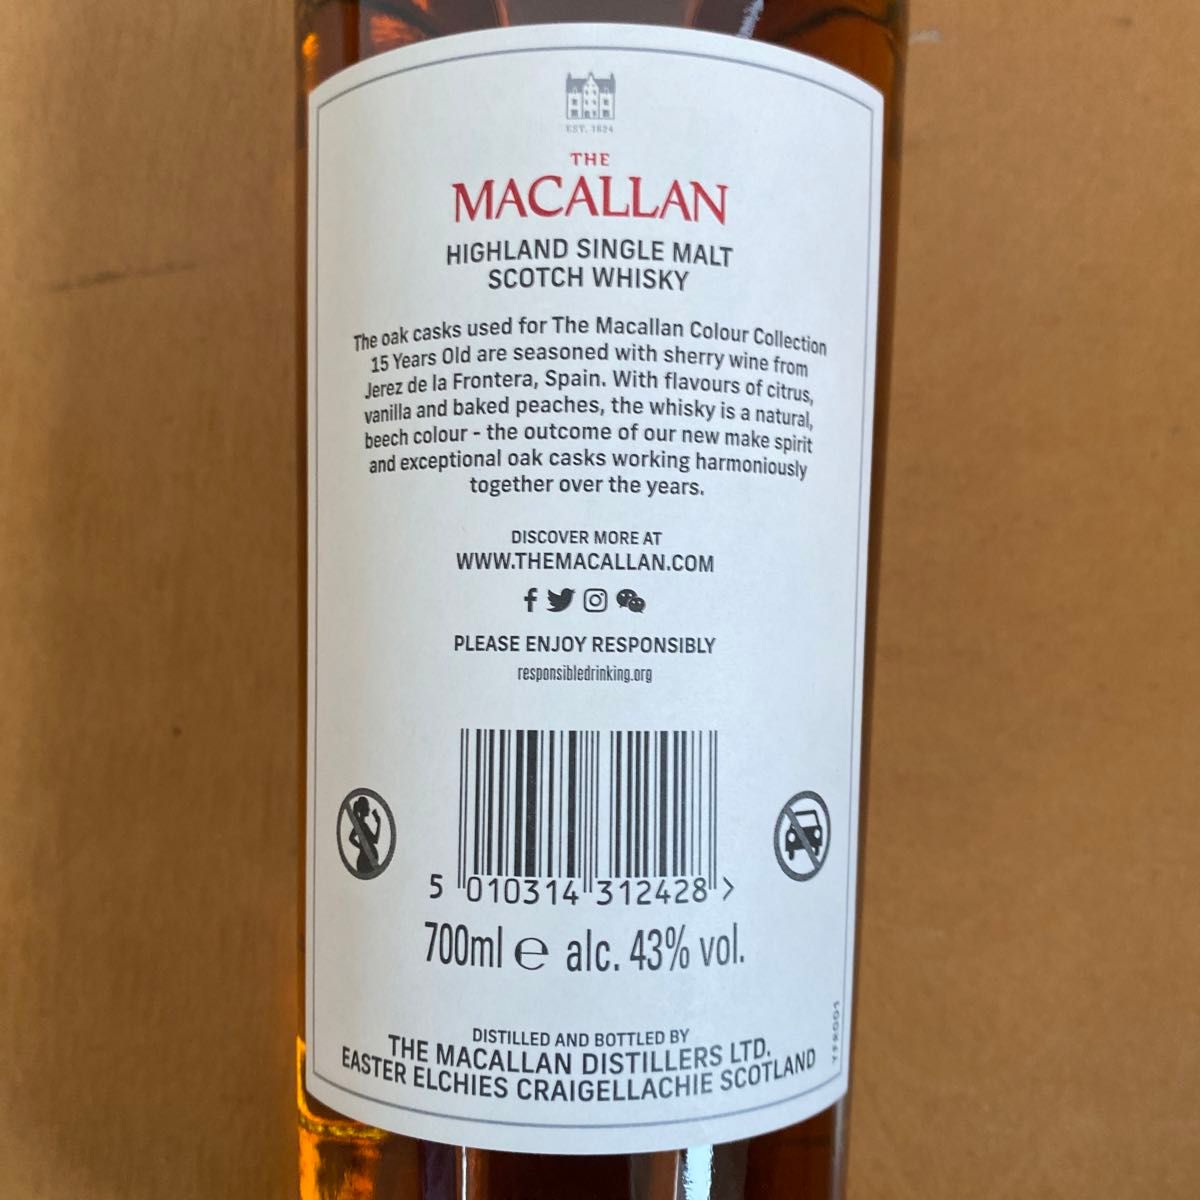 EST. 1824
THE
MACALLAN
HIGHLAND SINGLE MALT
SCOTCH WHISKY
The oak casks used for The Macallan Colour Collection
15 Years Old are seasoned with sherry wine from
Jerez de la Frontera, Spain. With flavours of citrus,
vanilla and baked peaches, the whisky is a natural,
beech colour - the outcome of our new make spirit
and exceptional oak casks working harmoniously
together over the years.
DISCOVER MORE AT
WWW.THEMACALLAN.COM
PLEASE ENJOY RESPONSIBLY
responsibledrinking.org
5 010314 312428 >
700ml e alc. 43% vol.
DISTILLED AND BOTTLED BY
THE MACALLAN DISTILLERS LTD.
EASTER ELCHIES CRAIGELLACHIE SCOTLAND